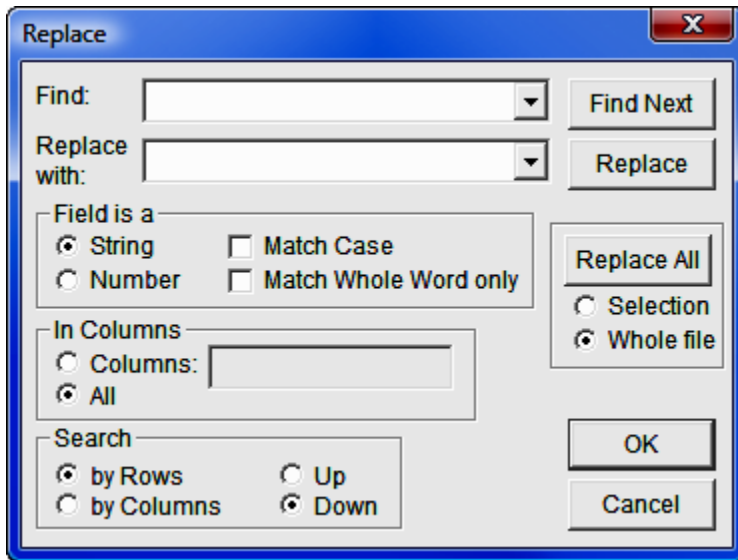 Replace
Find:
Find Next
Replace
with:
Replace
Field is a
String
Match Case
Number
Match Whole Word only
Replace All
Selection
Whole file
In Columns
Columns:
All
Search
by Rows
Up
by Columns
Down
OK
Cancel